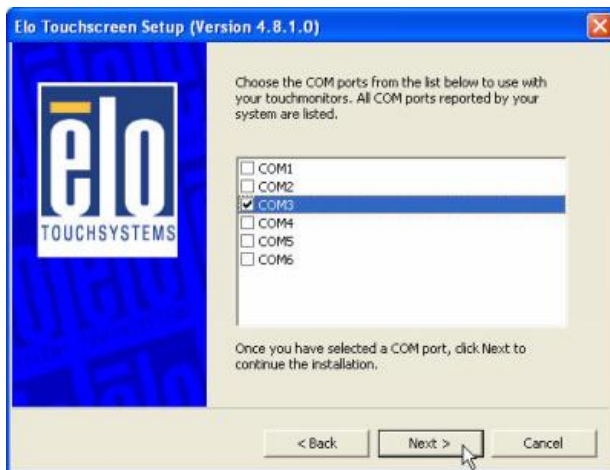 Elo Touchscreen Setup (Version 4.8.1.0)
Choose the COM ports from the list below to use with
your touchmonitors. All COM ports reported by your
system are listed.
elo
TOUCHSYSTEMS
COM1
COM2
COM3
COM4
COM5
COM6
Once you have selected a COM port, click Next to
continue the installation.
< Back
Next >
Cancel